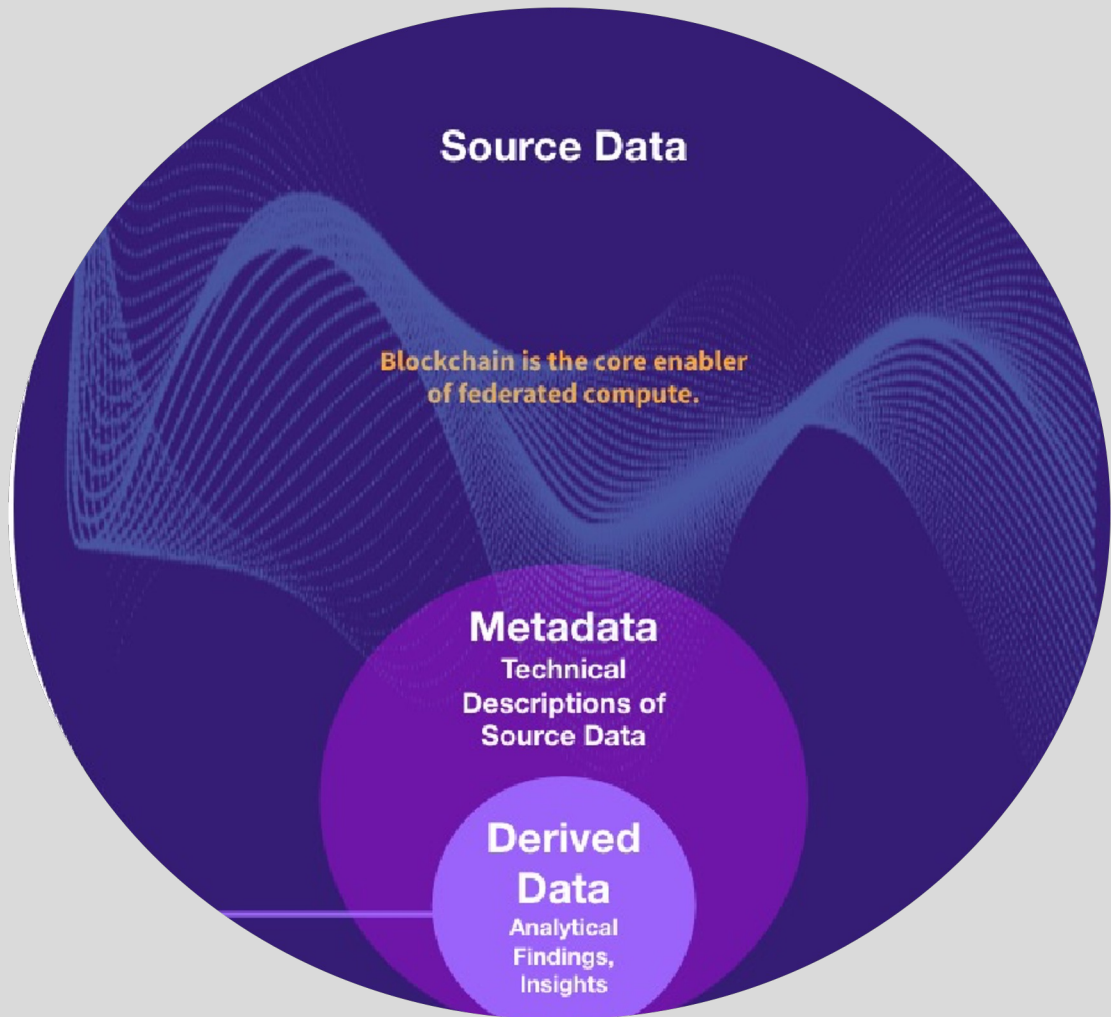 Source Data
Blockchain is the core enabler
of federated compute.
Metadata
Technical
Descriptions of
Source Data
Derived
Data
Analytical
Findings,
Insights